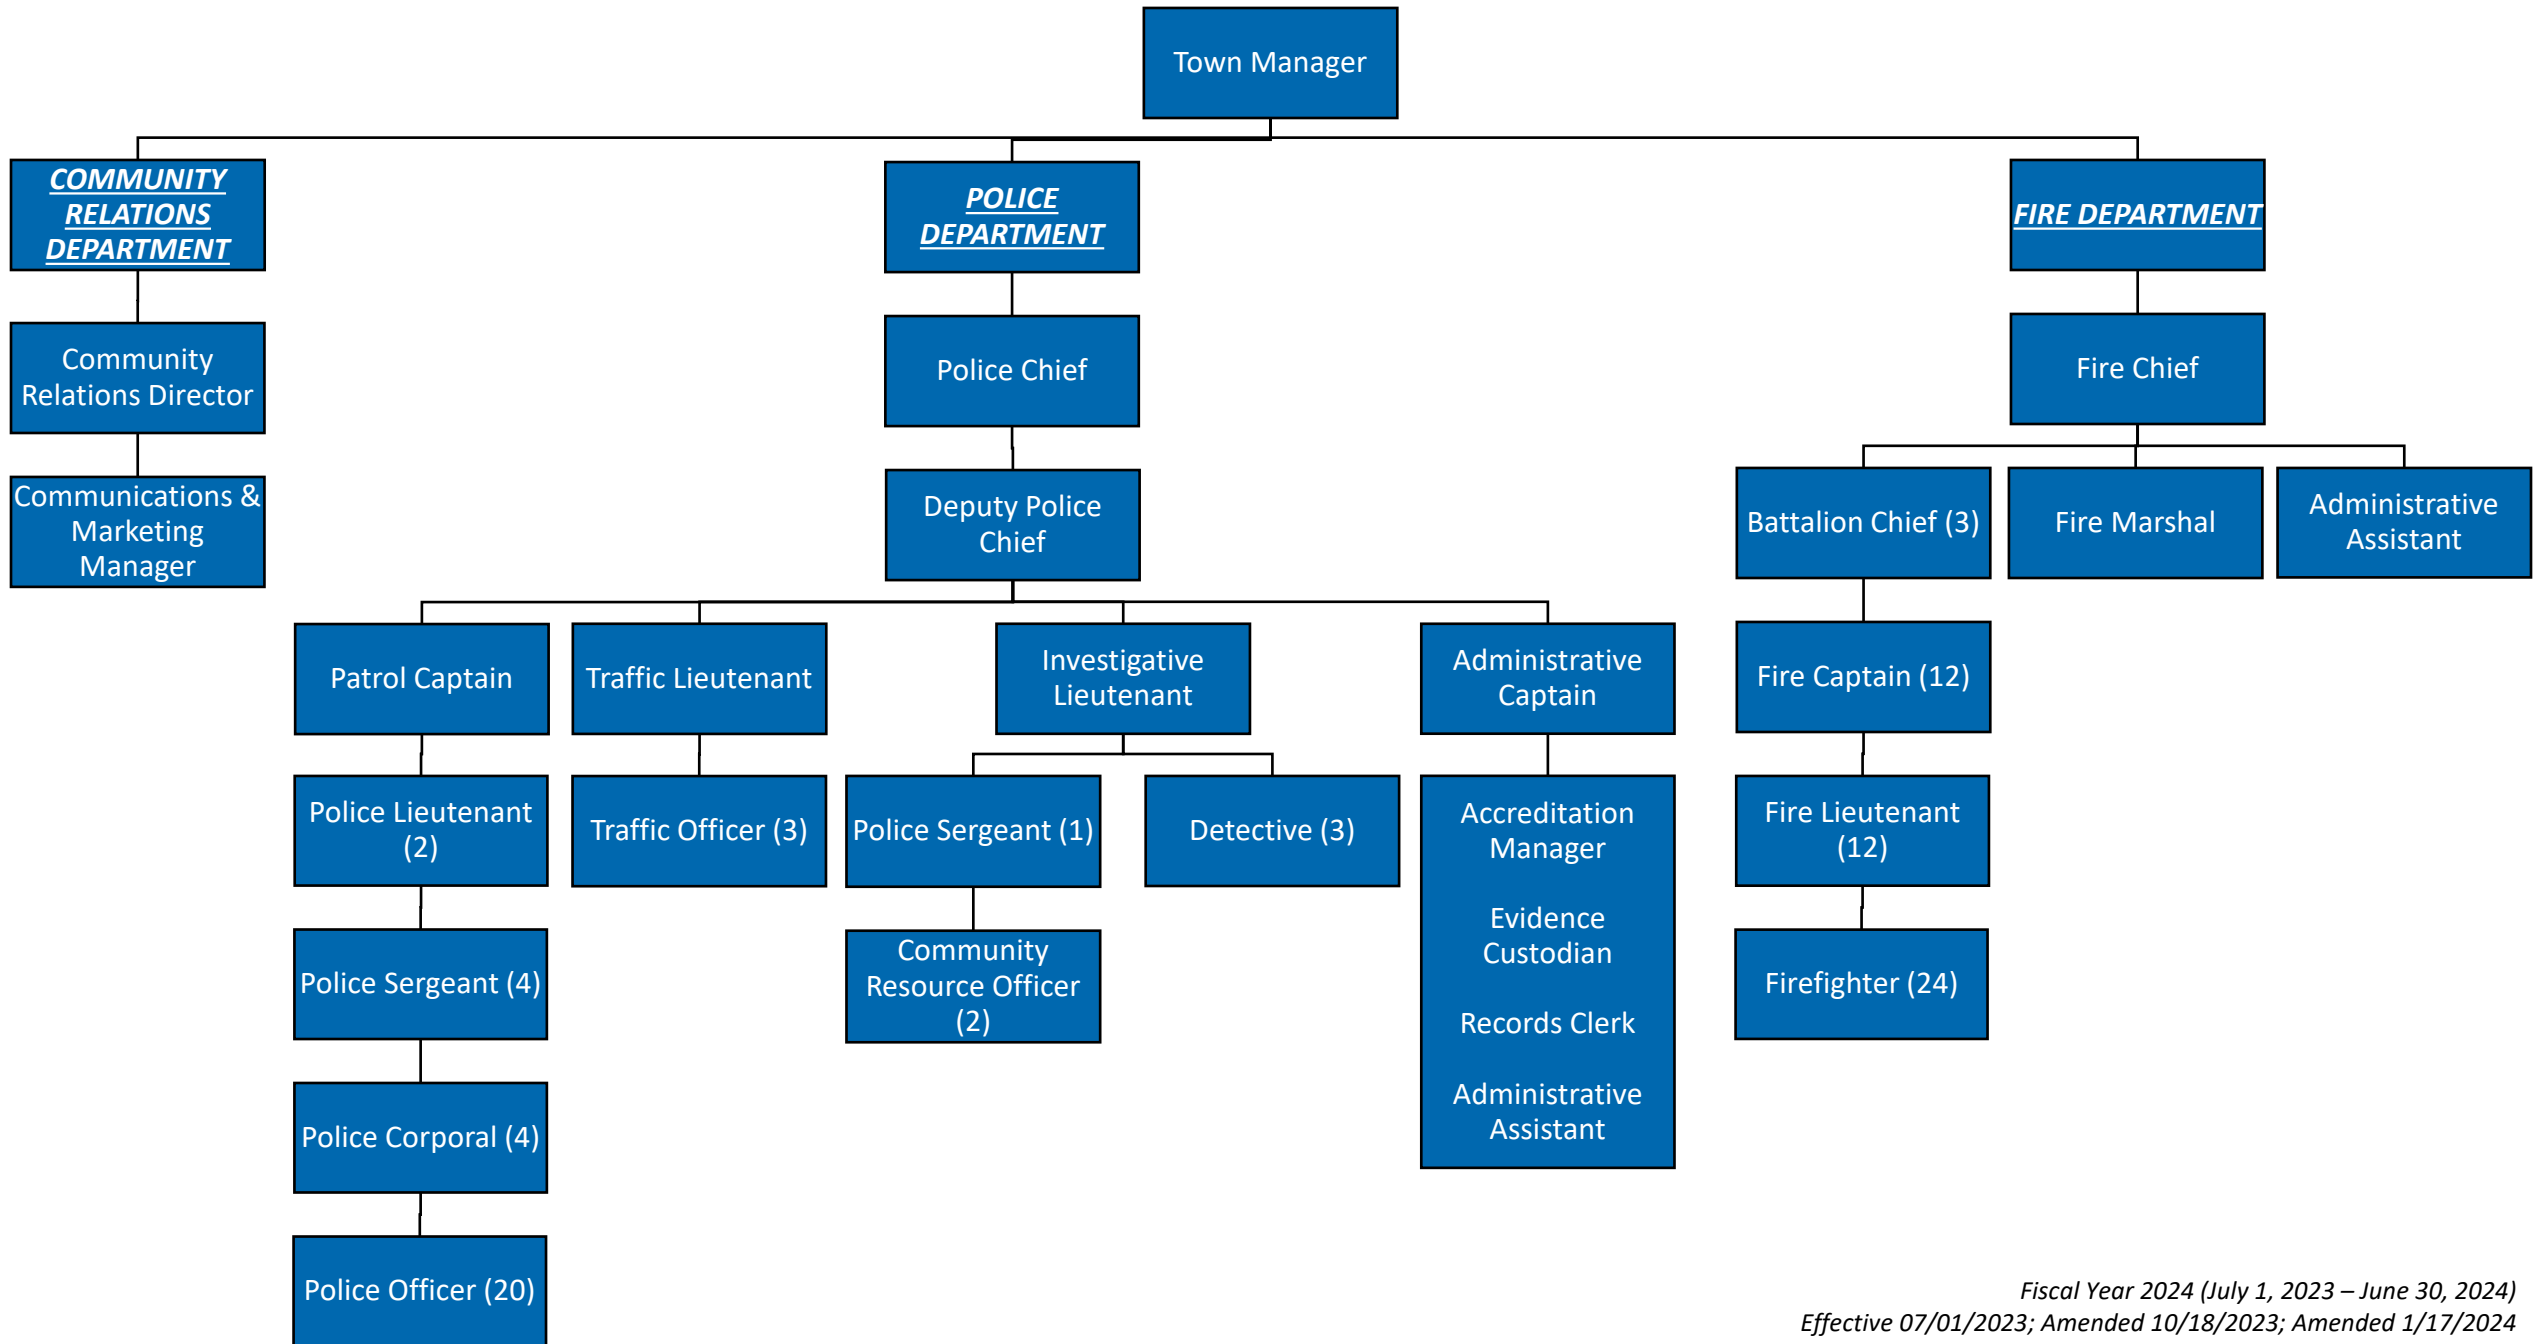 Town Manager
COMMUNITY
RELATIONS
DEPARTMENT
POLICE
DEPARTMENT
FIRE DEPARTMENT
Community
Relations Director
Police Chief
Fire Chief
Communications &
Marketing
Manager
Deputy Police
Chief
Battalion Chief (3)
Fire Marshal
Administrative
Assistant
Patrol Captain
Traffic Lieutenant
Investigative
Lieutenant
Administrative
Captain
Fire Captain (12)
Police Lieutenant
(2)
Traffic Officer (3)
Police Sergeant (1)
Detective (3)
Accreditation
Manager
Evidence
Custodian
Records Clerk
Administrative
Assistant
Fire Lieutenant
(12)
Police Sergeant (4)
Community
Resource Officer
(2)
Firefighter (24)
Police Corporal (4)
Police Officer (20)
Fiscal Year 2024 (July 1, 2023 – June 30, 2024)
Effective 07/01/2023; Amended 10/18/2023; Amended 1/17/2024